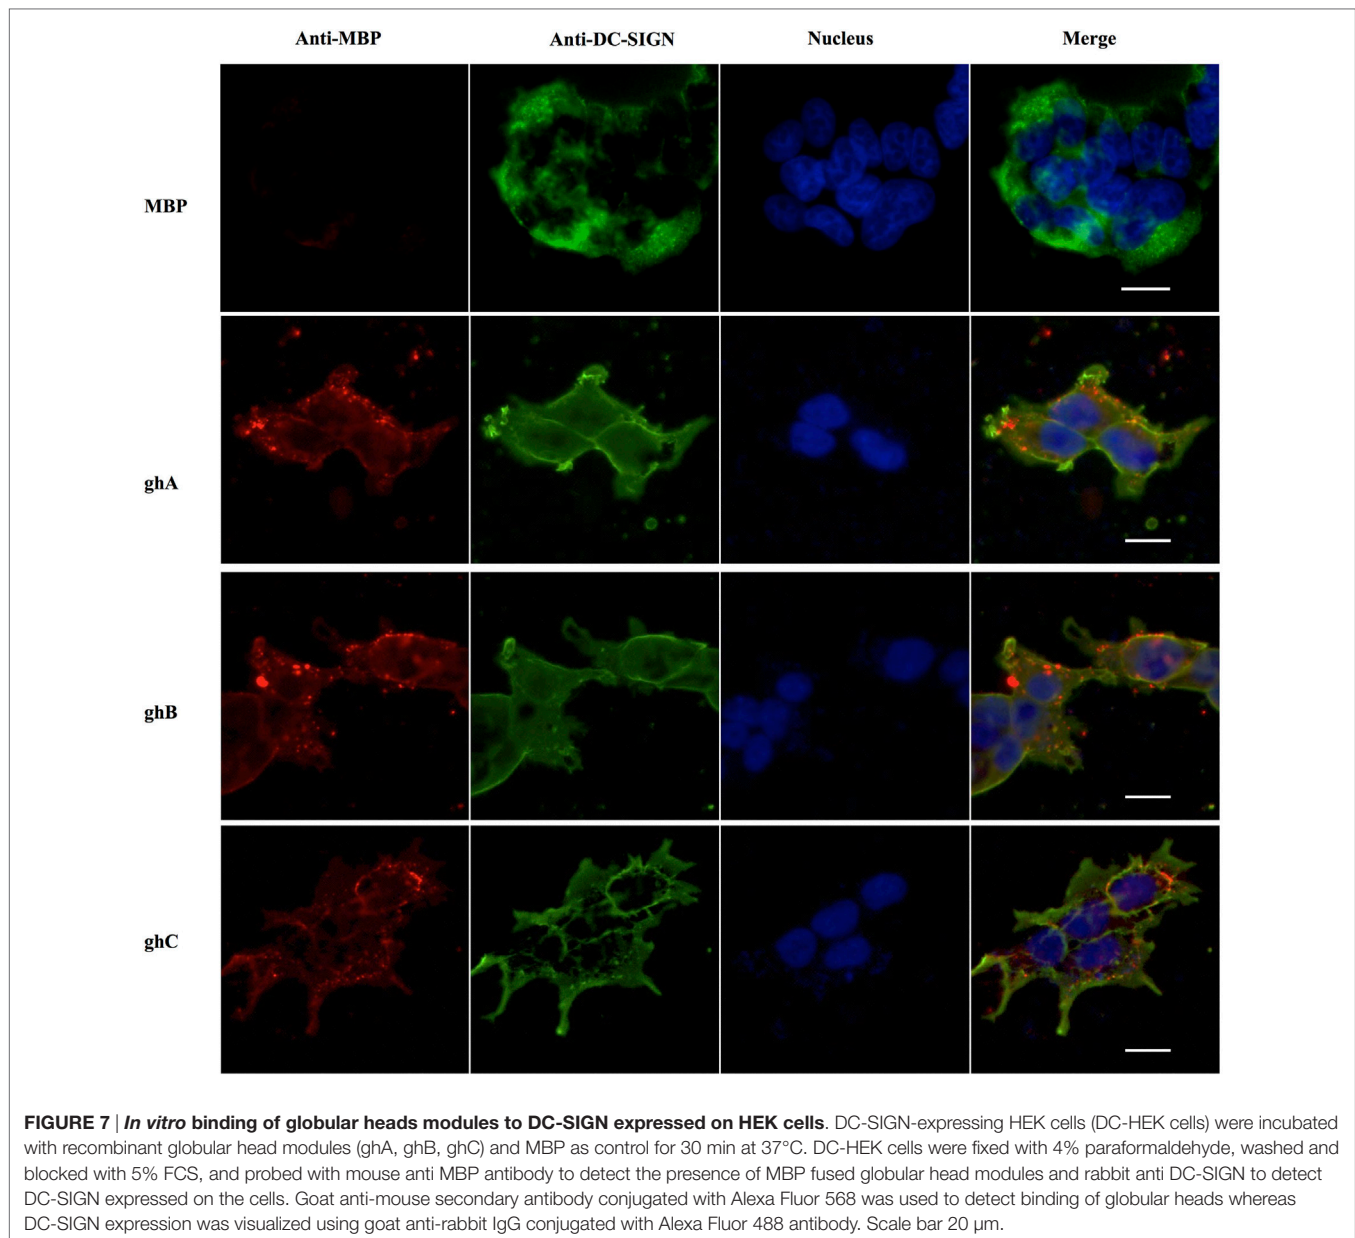 Anti-MBP Anti-DC-SIGN Nucleus Merge
MBP
ghA
ghB
ghC
FIGURE 7 | In vitro binding of globular heads modules to DC-SIGN expressed on HEK cells. DC-SIGN-expressing HEK cells (DC-HEK cells) were incubated
with recombinant globular head modules (ghA, ghB, ghC) and MBP as control for 30 min at 37°C. DC-HEK cells were fixed with 4% paraformaldehyde, washed and
blocked with 5% FCS, and probed with mouse anti MBP antibody to detect the presence of MBP fused globular head modules and rabbit anti DC-SIGN to detect
DC-SIGN expressed on the cells. Goat anti-mouse secondary antibody conjugated with Alexa Fluor 568 was used to detect binding of globular heads whereas
DC-SIGN expression was visualized using goat anti-rabbit IgG conjugated with Alexa Fluor 488 antibody. Scale bar 20 μm.